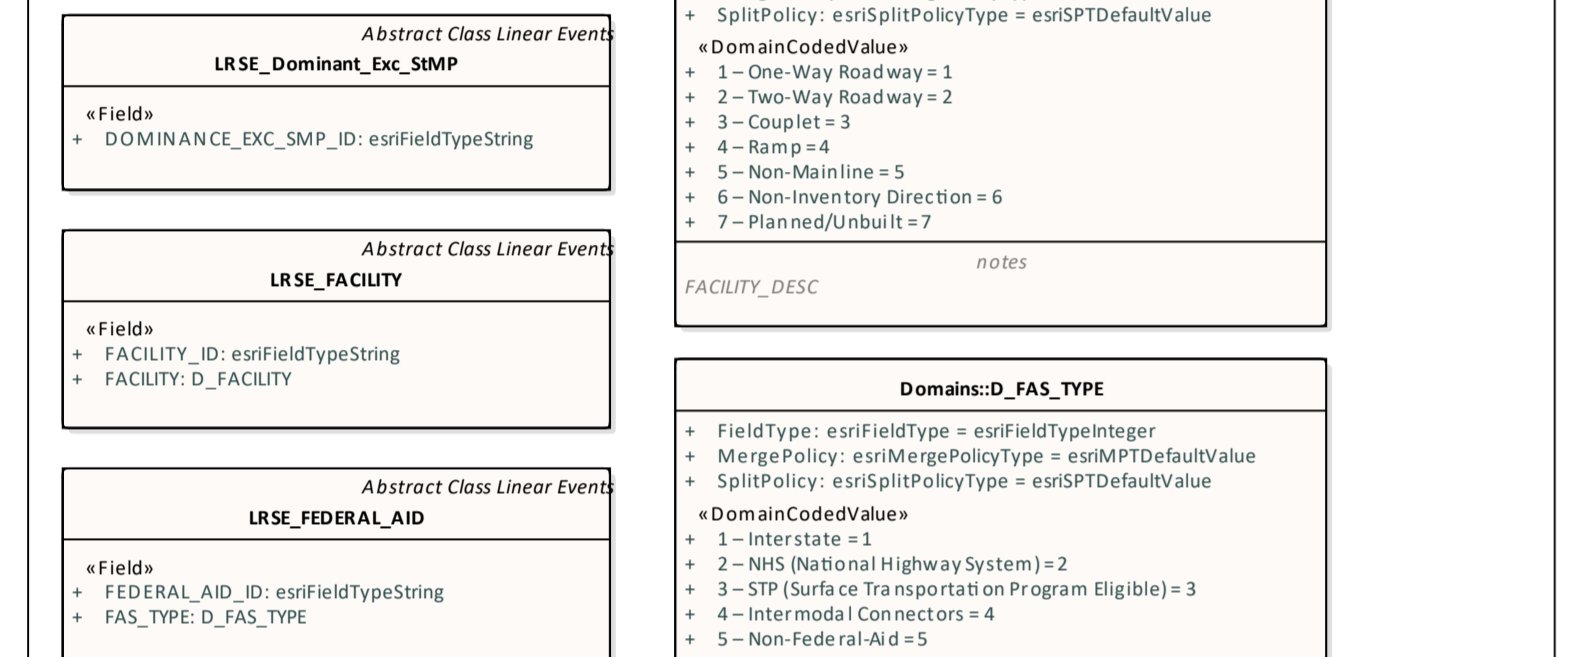 Abstract Class Linear Events
LRSE_Dominant_Exc_StMP
«Field»
+ DOMINANCE_EXC_SMP_ID: esriFieldTypeString
Abstract Class Linear Events
LRSE_FACILITY
«Field»
+ FACILITY_ID: esriFieldTypeString
+ FACILITY: D_FACILITY
Abstract Class Linear Events
LRSE_FEDERAL_AID
«Field»
+ FEDERAL_AID_ID: esriFieldTypeString
+ FAS_TYPE: D_FAS_TYPE
+ SplitPolicy: esriSplitPolicyType = esriSPTDefaultValue
«DomainCodedValue»
+ 1 – One-Way Roadway = 1
+ 2 – Two-Way Roadway = 2
+ 3 – Couplet = 3
+ 4 – Ramp = 4
+ 5 – Non-Mainline = 5
+ 6 – Non-Inventory Direction = 6
+ 7 – Planned/Unbuilt = 7
notes
FACILITY_DESC
Domains::D_FAS_TYPE
+ FieldType: esriFieldType = esriFieldTypeInteger
+ MergePolicy: esriMergePolicyType = esriMPTDefaultValue
+ SplitPolicy: esriSplitPolicyType = esriSPTDefaultValue
«DomainCodedValue»
+ 1 – Interstate = 1
+ 2 – NHS (National Highway System) = 2
+ 3 – STP (Surface Transportation Program Eligible) = 3
+ 4 – Intermodal Connectors = 4
+ 5 – Non-Federal-Aid = 5